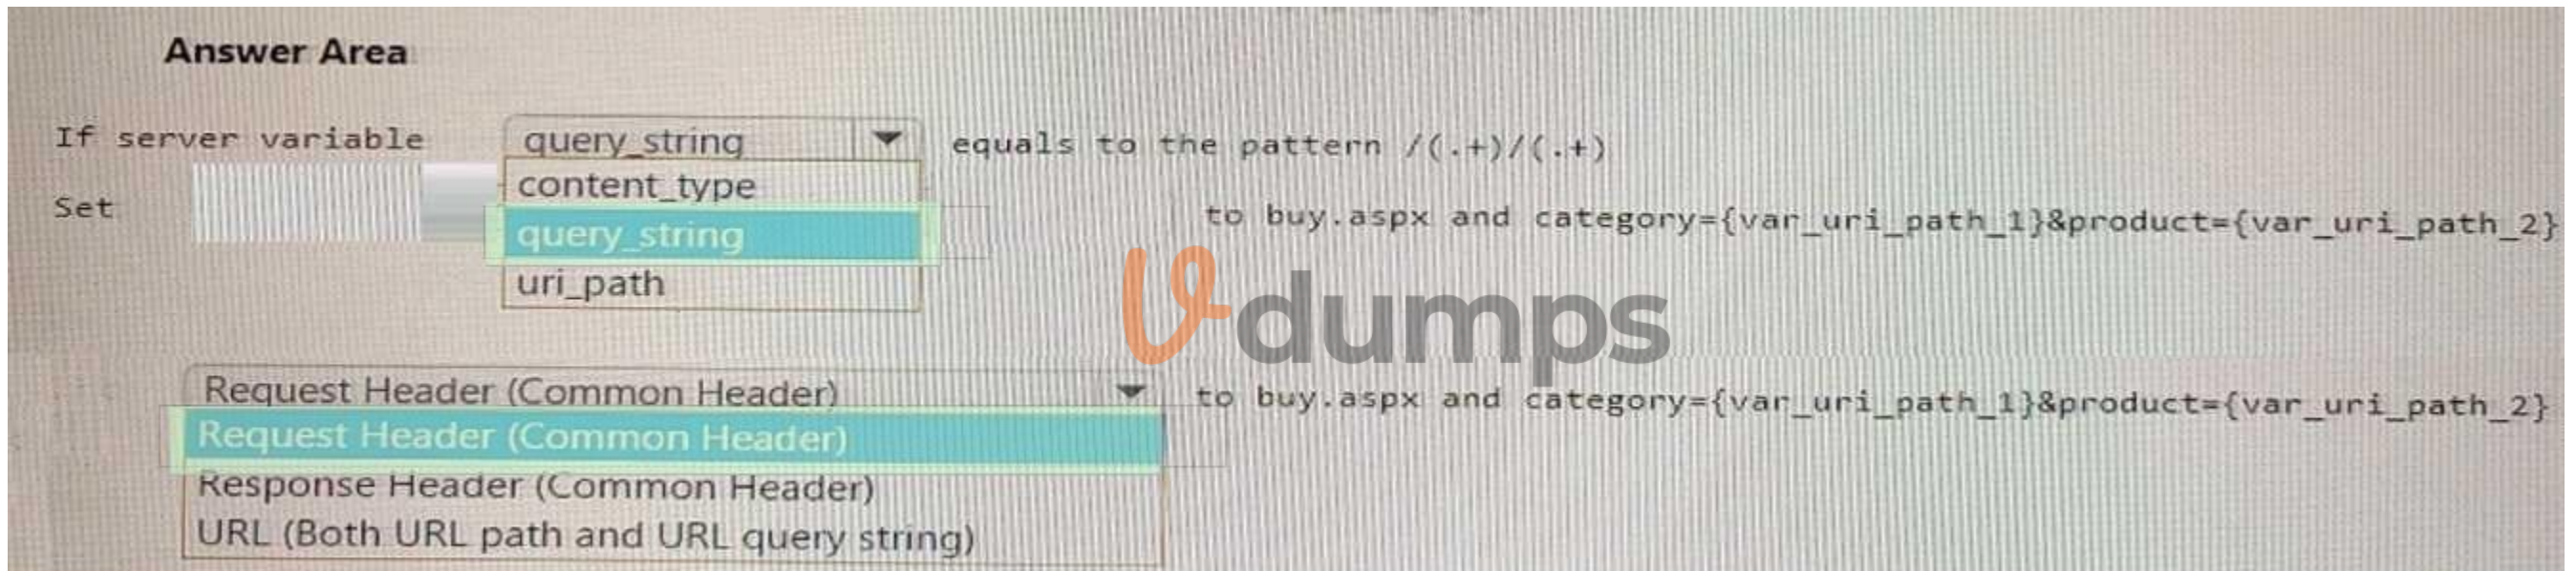 Answer Area
If server variable query_string equals to the pattern /(.+)/(.+)
content_type
Set to buy.aspx and category={var_uri_path_1}&product={var_uri_path_2}
query_string
uri_path
Vdumps
Request Header (Common Header) to buy.aspx and category={var_uri_path_1}&product={var_uri_path_2}
Request Header (Common Header)
Response Header (Common Header)
URL (Both URL path and URL query string)